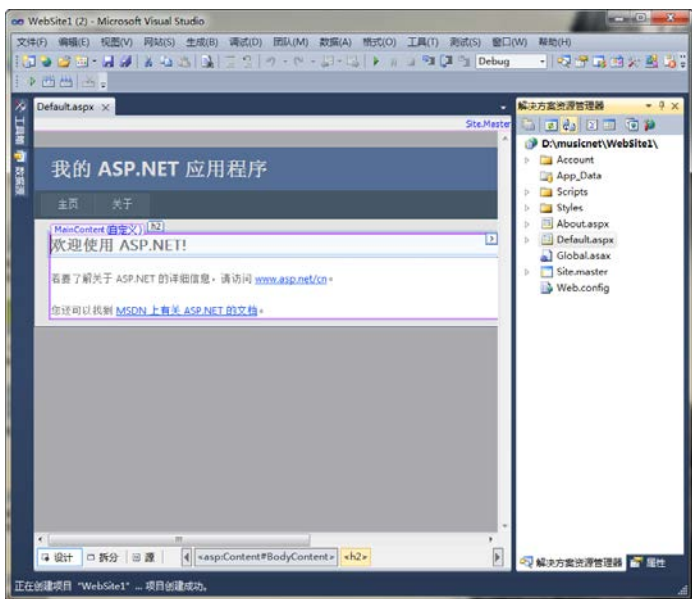 WebSite1 (2) - Microsoft Visual Studio
文件(F) 编辑(E) 视图(V) 网站(S) 生成(B) 调试(D) 团队(M) 数据(A) 格式(O) 工具(T) 测试(S) 窗口(W) 帮助(H)
Debug
工具箱
数据源
Default.aspx
Site.Master
我的 ASP.NET 应用程序
主页 关于
MainContent (自定义) h2
欢迎使用 ASP.NET!
若要了解关于 ASP.NET 的详细信息，请访问 www.asp.net/cn。
您还可以找到 MSDN 上有关 ASP.NET 的文档。
设计 拆分 源 <asp:Content#BodyContent> <h2>
解决方案资源管理器
D:\musicnet\WebSite1\
Account
App_Data
Scripts
Styles
About.aspx
Default.aspx
Global.asax
Site.master
Web.config
解决方案资源管理器 属性
正在创建项目 "WebSite1" ... 项目创建成功。